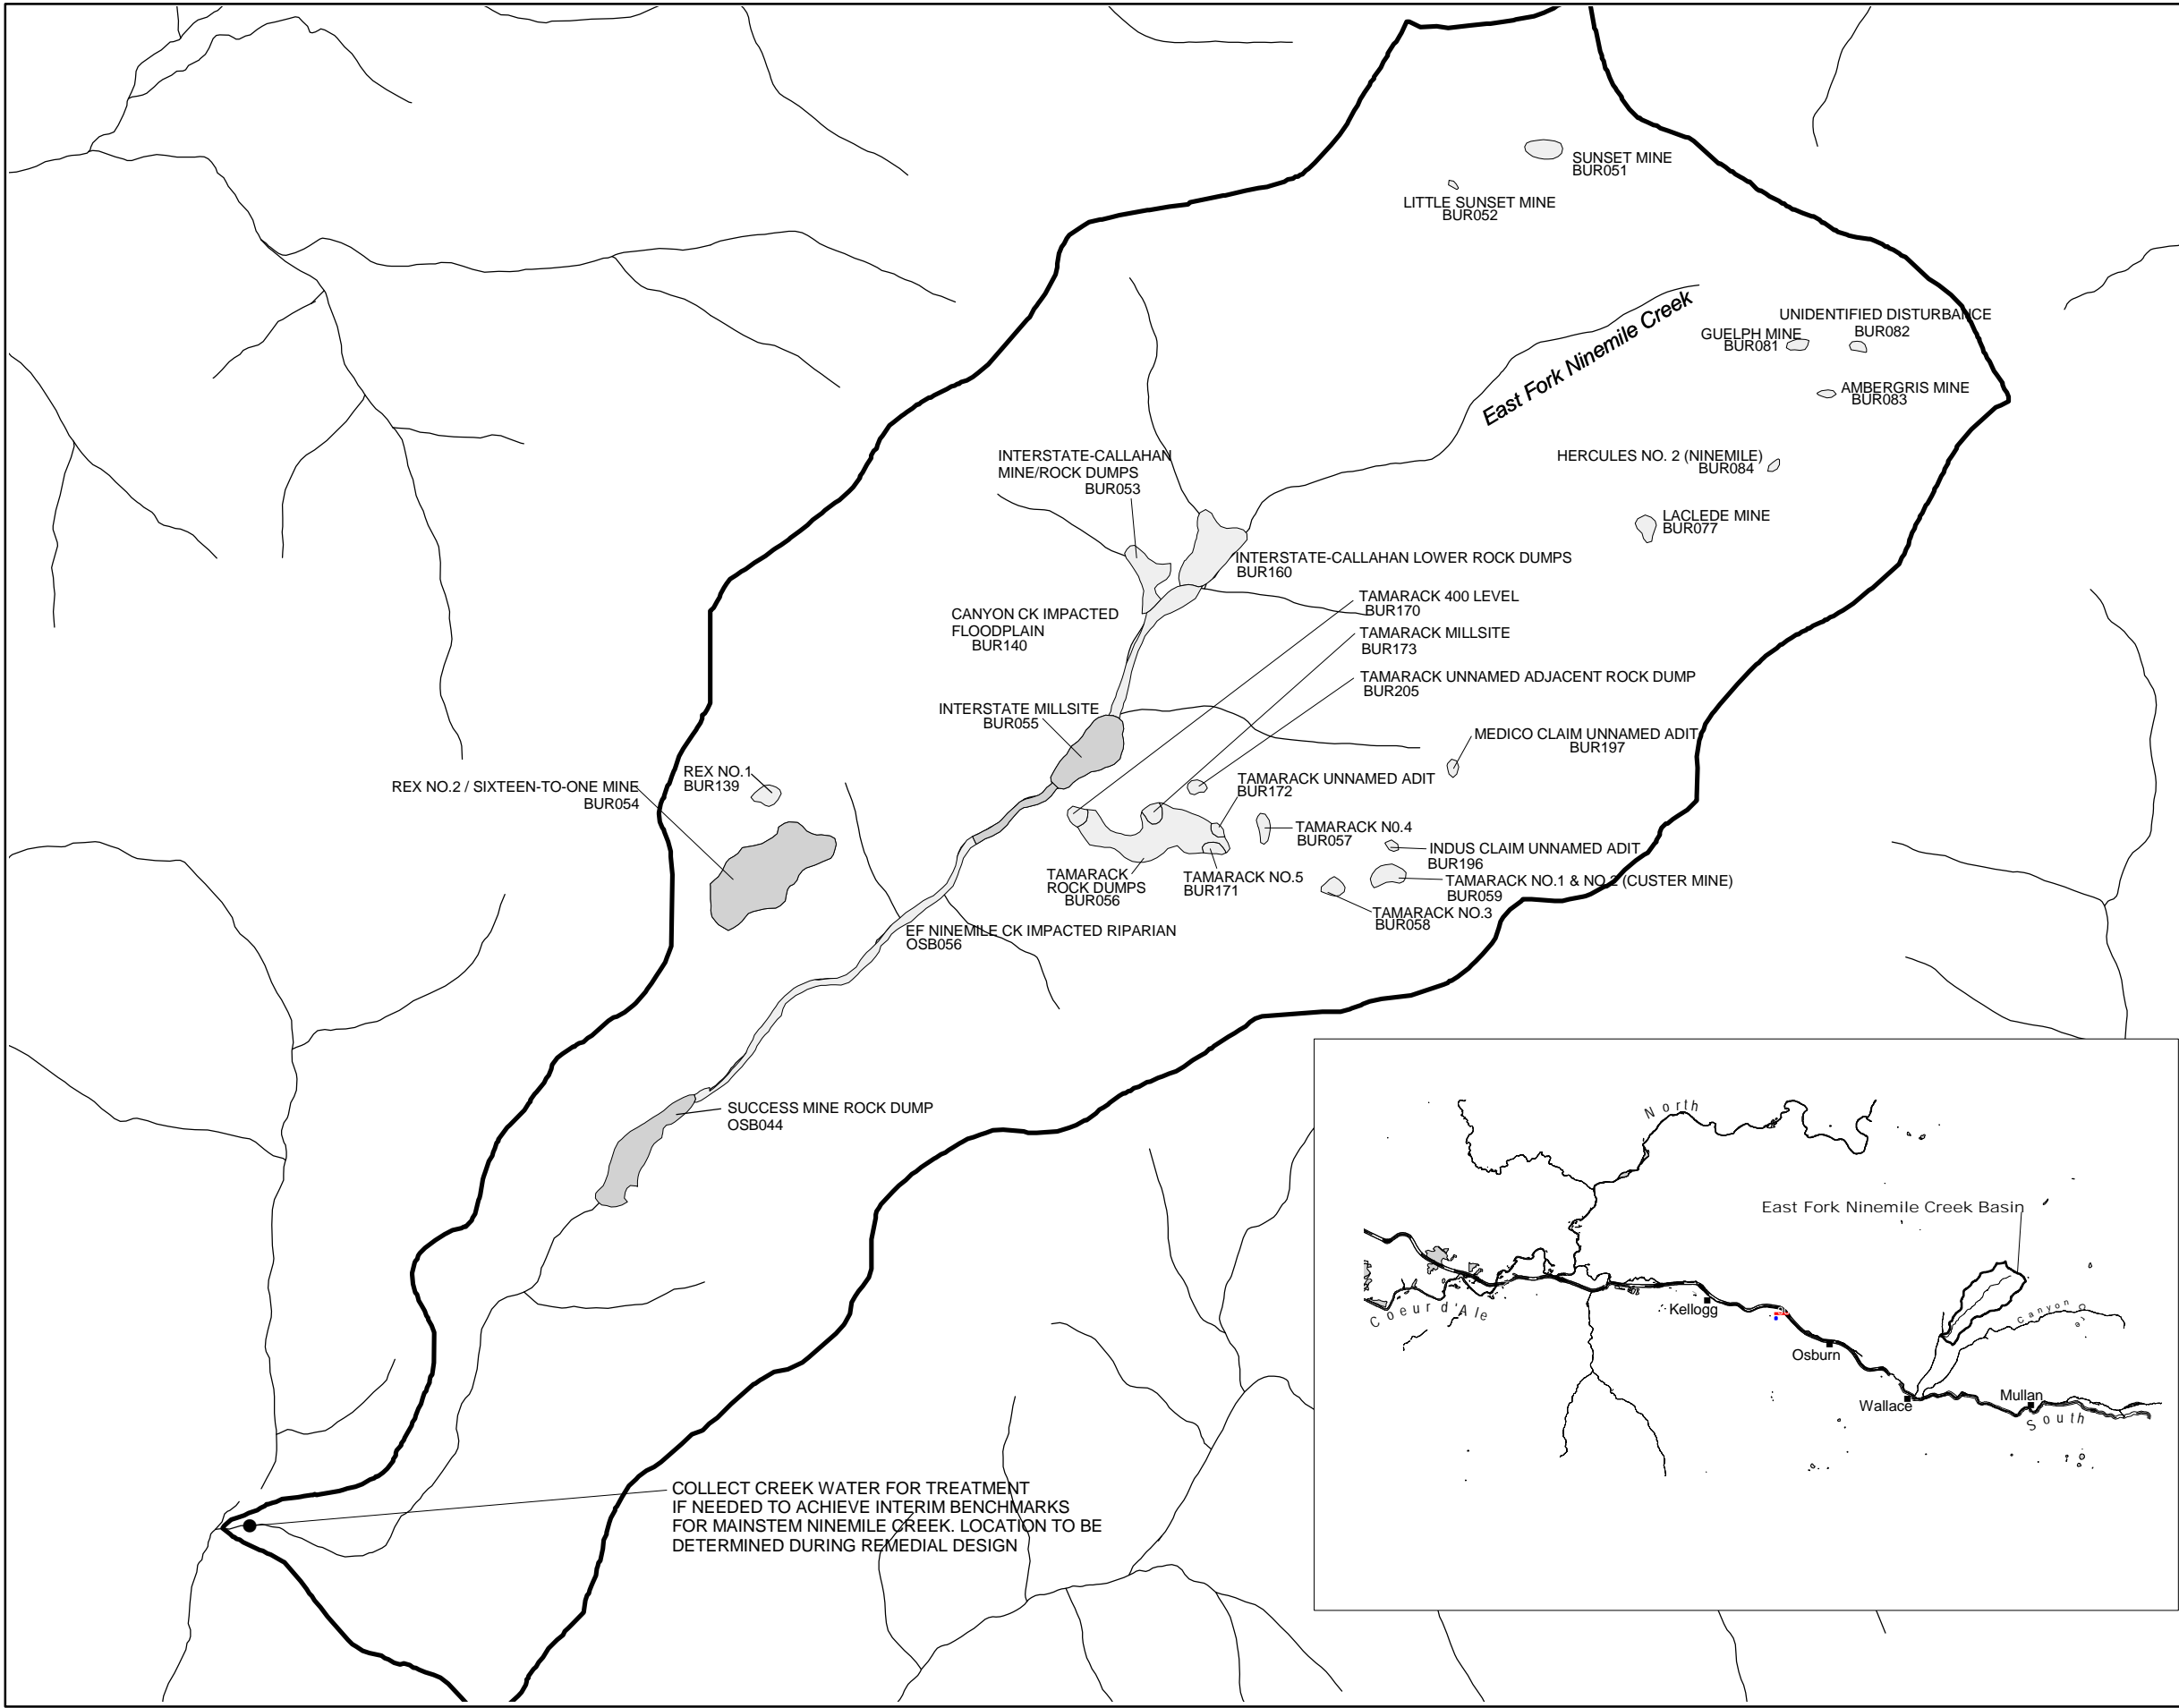 SUNSET MINE
BUR051
LITTLE SUNSET MINE
BUR052
East Fork Ninemile Creek
UNIDENTIFIED DISTURBANCE
BUR082
GUELPH MINE
BUR081
AMBERGRIS MINE
BUR083
HERCULES NO. 2 (NINEMILE)
BUR084
INTERSTATE-CALLAHAN
MINE/ROCK DUMPS
BUR053
LACLEDE MINE
BUR077
INTERSTATE-CALLAHAN LOWER ROCK DUMPS
BUR160
TAMARACK 400 LEVEL
BUR170
CANYON CK IMPACTED
FLOODPLAIN
BUR140
TAMARACK MILLSITE
BUR173
TAMARACK UNNAMED ADJACENT ROCK DUMP
BUR205
INTERSTATE MILLSITE
BUR055
MEDICO CLAIM UNNAMED ADIT
BUR197
REX NO.1
BUR139
REX NO.2 / SIXTEEN-TO-ONE MINE
BUR054
TAMARACK UNNAMED ADIT
BUR172
TAMARACK N0.4
BUR057
INDUS CLAIM UNNAMED ADIT
BUR196
TAMARACK
ROCK DUMPS
BUR056
TAMARACK NO.5
BUR171
TAMARACK NO.1 & NO.2 (CUSTER MINE)
BUR059
TAMARACK NO.3
BUR058
EF NINEMILE CK IMPACTED RIPARIAN
OSB056
SUCCESS MINE ROCK DUMP
OSB044
COLLECT CREEK WATER FOR TREATMENT
IF NEEDED TO ACHIEVE INTERIM BENCHMARKS
FOR MAINSTEM NINEMILE CREEK. LOCATION TO BE
DETERMINED DURING REMEDIAL DESIGN
North
East Fork Ninemile Creek Basin
Coeur d'Ale
Kellogg
Canyon
Osburn
Wallace
Mullan
South